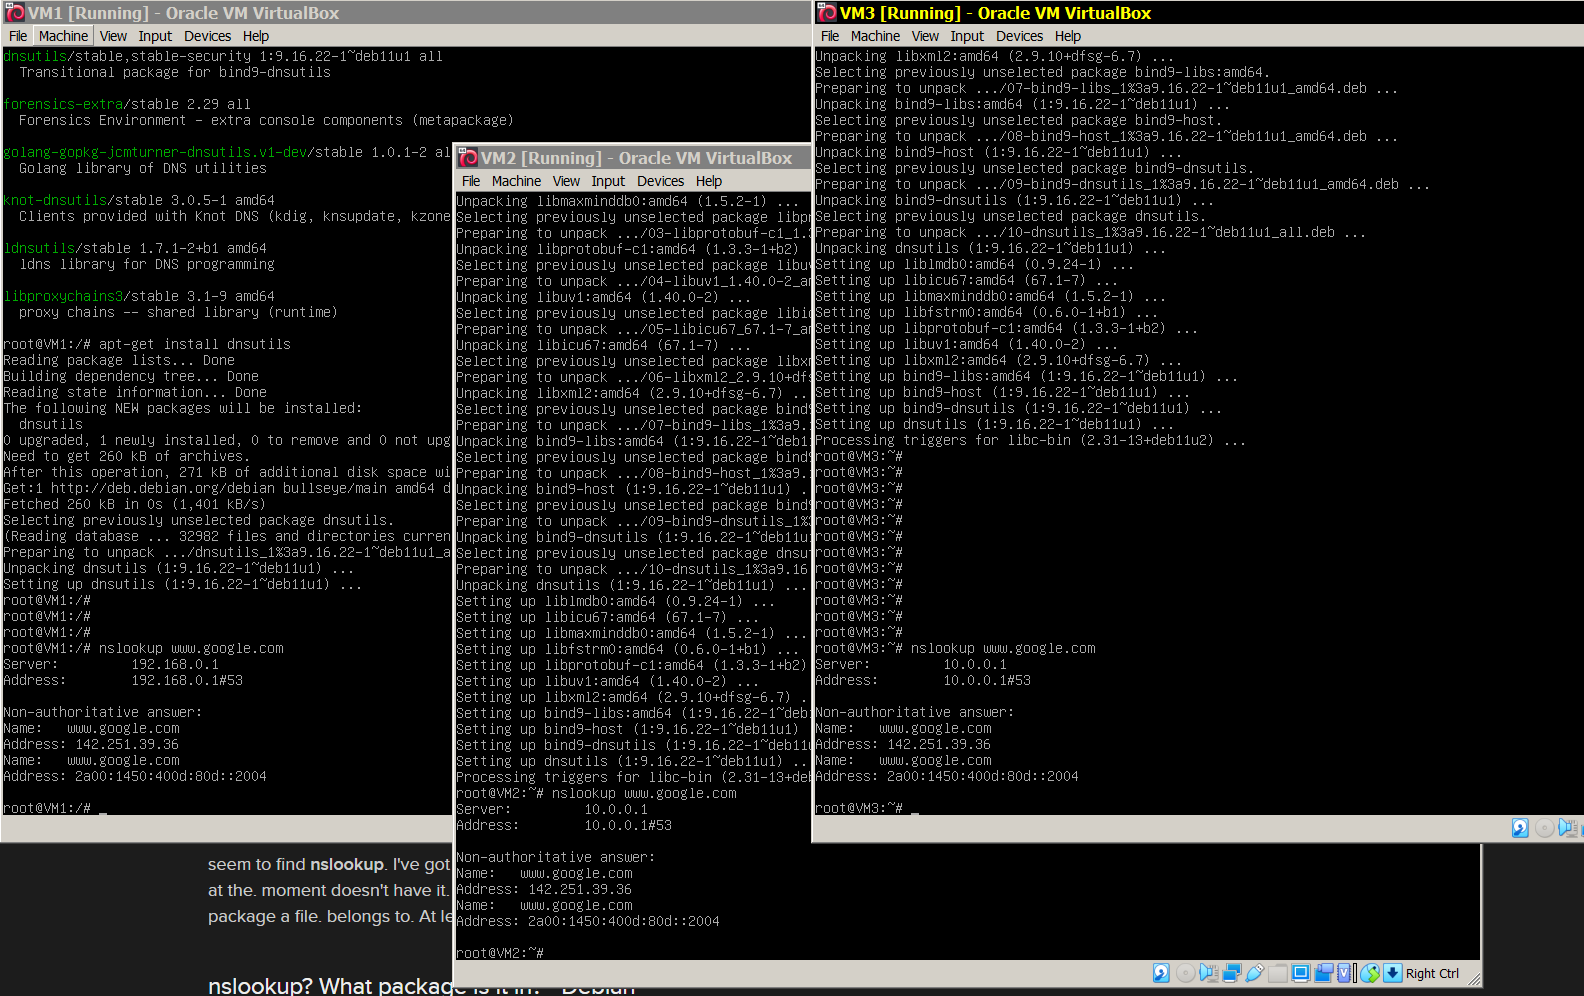 VM1 [Running] - Oracle VM VirtualBox
File Machine View Input Devices Help
dnsutils/stable,stable-security 1:9.16.22-1~deb11u1 all
  Transitional package for bind9-dnsutils
forensics-extra/stable 2.29 all
  Forensics Environment - extra console components (metapackage)
golang-gopkg-jcmturner-dnsutils.v1-dev/stable 1.0.1-2 al
  Golang library of DNS utilities
knot-dnsutils/stable 3.0.5-1 amd64
  Clients provided with Knot DNS (kdig, knsupdate, kzone
ldnsutils/stable 1.7.1-2+b1 amd64
  ldns library for DNS programming
libproxychains3/stable 3.1-9 amd64
  proxy chains -- shared library (runtime)
root@VM1:/# apt-get install dnsutils
Reading package lists... Done
Building dependency tree... Done
Reading state information... Done
The following NEW packages will be installed:
  dnsutils
0 upgraded, 1 newly installed, 0 to remove and 0 not upg
Need to get 260 kB of archives.
After this operation, 271 kB of additional disk space wi
Get:1 http://deb.debian.org/debian bullseye/main amd64 d
Fetched 260 kB in 0s (1,401 kB/s)
Selecting previously unselected package dnsutils.
(Reading database ... 32982 files and directories curren
Preparing to unpack .../dnsutils_1%3a9.16.22-1~deb11u1_a
Unpacking dnsutils (1:9.16.22-1~deb11u1) ...
Setting up dnsutils (1:9.16.22-1~deb11u1) ...
root@VM1:/#
root@VM1:/#
root@VM1:/#
root@VM1:/# nslookup www.google.com
Server:         192.168.0.1
Address:        192.168.0.1#53
Non-authoritative answer:
Name:   www.google.com
Address: 142.251.39.36
Name:   www.google.com
Address: 2a00:1450:400d:80d::2004
root@VM1:/# _
VM2 [Running] - Oracle VM VirtualBox
File Machine View Input Devices Help
Unpacking libmaxminddb0:amd64 (1.5.2-1) ...
Selecting previously unselected package libpr
Preparing to unpack .../03-libprotobuf-c1_1.3
Unpacking libprotobuf-c1:amd64 (1.3.3-1+b2)
Selecting previously unselected package libuv
Preparing to unpack .../04-libuv1_1.40.0-2_am
Unpacking libuv1:amd64 (1.40.0-2) ...
Selecting previously unselected package libic
Preparing to unpack .../05-libicu67_67.1-7_am
Unpacking libicu67:amd64 (67.1-7) ...
Selecting previously unselected package libxm
Preparing to unpack .../06-libxml2_2.9.10+dfs
Unpacking libxml2:amd64 (2.9.10+dfsg-6.7) ...
Selecting previously unselected package bind9
Preparing to unpack .../07-bind9-libs_1%3a9.1
Unpacking bind9-libs:amd64 (1:9.16.22-1~deb11
Selecting previously unselected package bind9
Preparing to unpack .../08-bind9-host_1%3a9.1
Unpacking bind9-host (1:9.16.22-1~deb11u1) .
Selecting previously unselected package bind9
Preparing to unpack .../09-bind9-dnsutils_1%3
Unpacking bind9-dnsutils (1:9.16.22-1~deb11u
Selecting previously unselected package dnsut
Preparing to unpack .../10-dnsutils_1%3a9.16
Unpacking dnsutils (1:9.16.22-1~deb11u1) ...
Setting up liblmdb0:amd64 (0.9.24-1) ...
Setting up libicu67:amd64 (67.1-7) ...
Setting up libmaxminddb0:amd64 (1.5.2-1) ...
Setting up libfstrm0:amd64 (0.6.0-1+b1) ...
Setting up libprotobuf-c1:amd64 (1.3.3-1+b2)
Setting up libuv1:amd64 (1.40.0-2) ...
Setting up libxml2:amd64 (2.9.10+dfsg-6.7) .
Setting up bind9-libs:amd64 (1:9.16.22-1~deb
Setting up bind9-host (1:9.16.22-1~deb11u1)
Setting up bind9-dnsutils (1:9.16.22-1~deb11u
Setting up dnsutils (1:9.16.22-1~deb11u1) ..
Processing triggers for libc-bin (2.31-13+deb
root@VM2:~# nslookup www.google.com
Server:         10.0.0.1
Address:        10.0.0.1#53
Non-authoritative answer:
Name:   www.google.com
Address: 142.251.39.36
Name:   www.google.com
Address: 2a00:1450:400d:80d::2004
root@VM2:~#
Right Ctrl
VM3 [Running] - Oracle VM VirtualBox
File Machine View Input Devices Help
Unpacking libxml2:amd64 (2.9.10+dfsg-6.7) ...
Selecting previously unselected package bind9-libs:amd64.
Preparing to unpack .../07-bind9-libs_1%3a9.16.22-1~deb11u1_amd64.deb ...
Unpacking bind9-libs:amd64 (1:9.16.22-1~deb11u1) ...
Selecting previously unselected package bind9-host.
Preparing to unpack .../08-bind9-host_1%3a9.16.22-1~deb11u1_amd64.deb ...
Unpacking bind9-host (1:9.16.22-1~deb11u1) ...
Selecting previously unselected package bind9-dnsutils.
Preparing to unpack .../09-bind9-dnsutils_1%3a9.16.22-1~deb11u1_amd64.deb ...
Unpacking bind9-dnsutils (1:9.16.22-1~deb11u1) ...
Selecting previously unselected package dnsutils.
Preparing to unpack .../10-dnsutils_1%3a9.16.22-1~deb11u1_all.deb ...
Unpacking dnsutils (1:9.16.22-1~deb11u1) ...
Setting up liblmdb0:amd64 (0.9.24-1) ...
Setting up libicu67:amd64 (67.1-7) ...
Setting up libmaxminddb0:amd64 (1.5.2-1) ...
Setting up libfstrm0:amd64 (0.6.0-1+b1) ...
Setting up libprotobuf-c1:amd64 (1.3.3-1+b2) ...
Setting up libuv1:amd64 (1.40.0-2) ...
Setting up libxml2:amd64 (2.9.10+dfsg-6.7) ...
Setting up bind9-libs:amd64 (1:9.16.22-1~deb11u1) ...
Setting up bind9-host (1:9.16.22-1~deb11u1) ...
Setting up bind9-dnsutils (1:9.16.22-1~deb11u1) ...
Setting up dnsutils (1:9.16.22-1~deb11u1) ...
Processing triggers for libc-bin (2.31-13+deb11u2) ...
root@VM3:~#
root@VM3:~#
root@VM3:~#
root@VM3:~#
root@VM3:~#
root@VM3:~#
root@VM3:~#
root@VM3:~#
root@VM3:~#
root@VM3:~#
root@VM3:~#
root@VM3:~#
root@VM3:~# nslookup www.google.com
Server:         10.0.0.1
Address:        10.0.0.1#53
Non-authoritative answer:
Name:   www.google.com
Address: 142.251.39.36
Name:   www.google.com
Address: 2a00:1450:400d:80d::2004
root@VM3:~# _
seem to find nslookup. I've got
at the. moment doesn't have it.
package a file. belongs to. At le
nslookup? What package is it in? - Debian